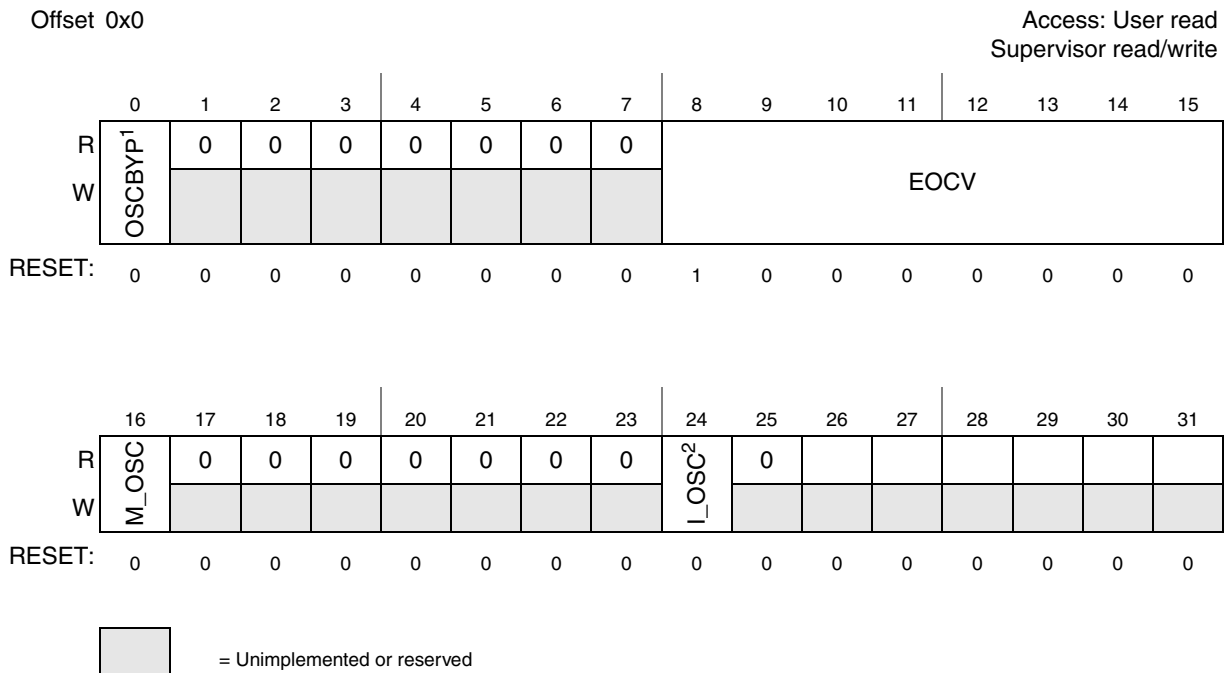 Offset 0x0 Access: User read
Supervisor read/write
0 1 2 3 4 5 6 7 8 9 10 11 12 13 14 15
R OSCBYP1 0 0 0 0 0 0 0 EOCV
W
RESET: 0 0 0 0 0 0 0 0 1 0 0 0 0 0 0 0
16 17 18 19 20 21 22 23 24 25 26 27 28 29 30 31
R M_OSC 0 0 0 0 0 0 0 I_OSC2 0
W
RESET: 0 0 0 0 0 0 0 0 0 0 0 0 0 0 0 0
= Unimplemented or reserved